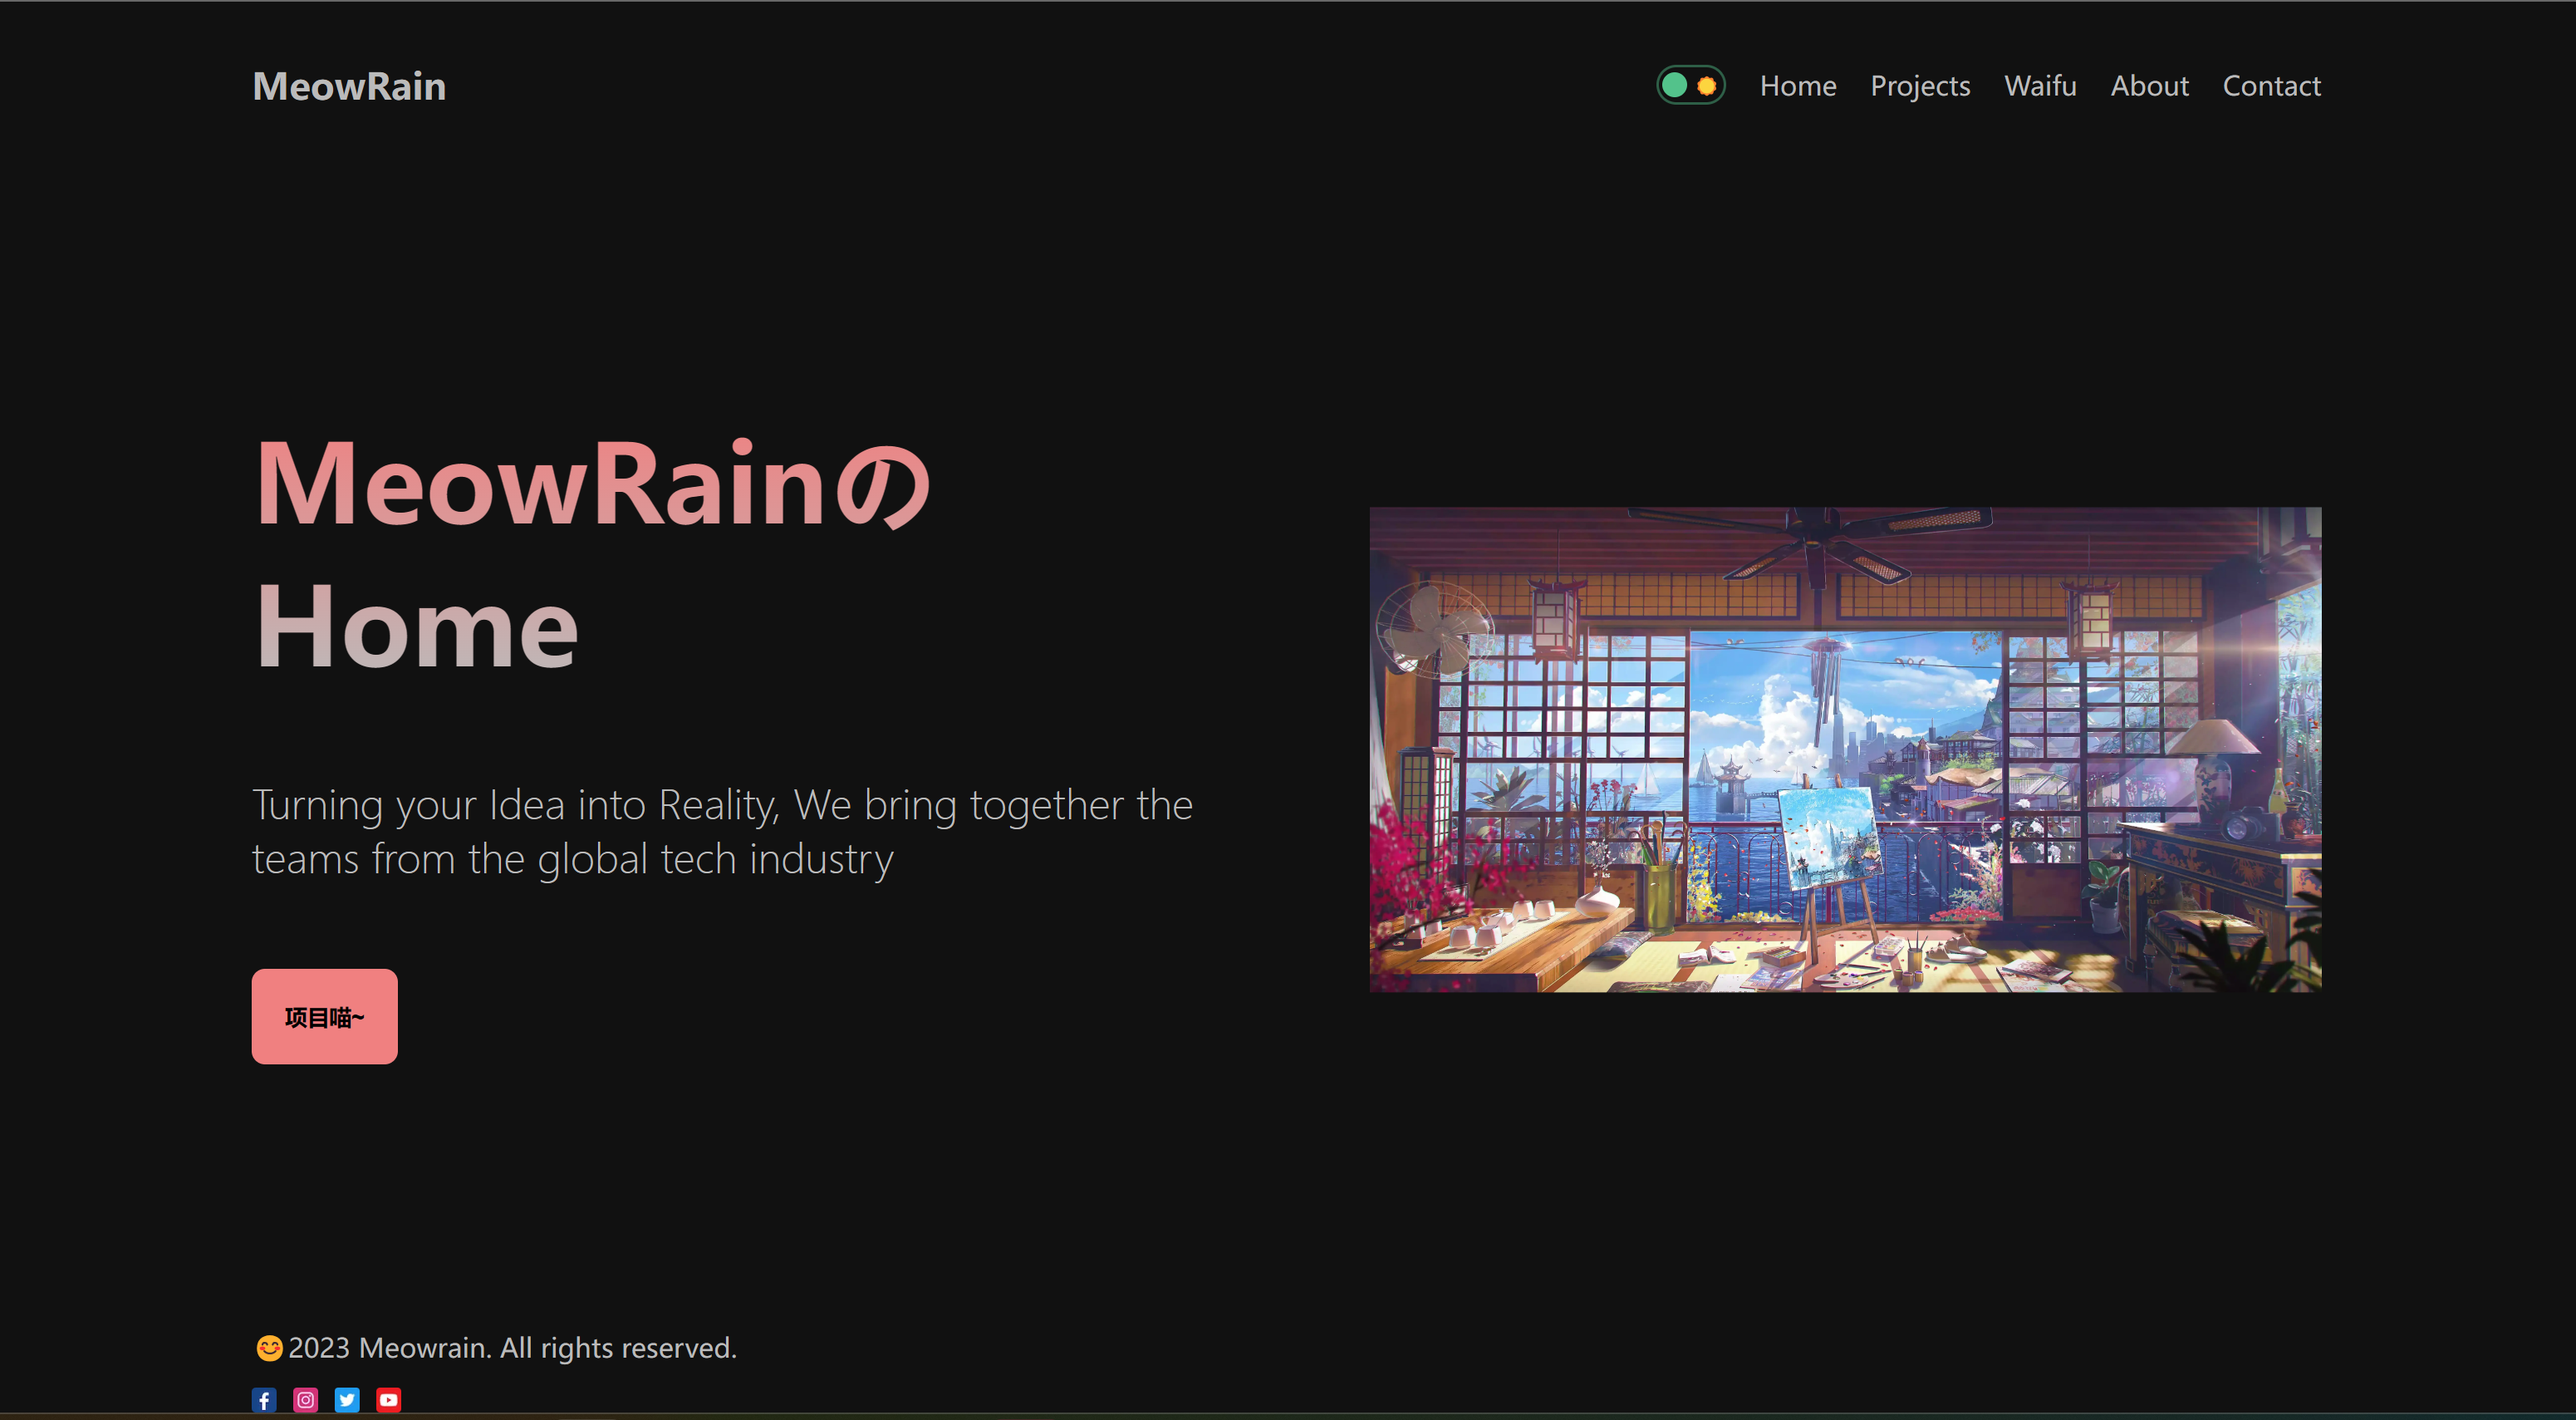 MeowRain
Home Projects Waifu About Contact
MeowRainの
Home
Turning your Idea into Reality, We bring together the
teams from the global tech industry
项目喵~
😊2023 Meowrain. All rights reserved.